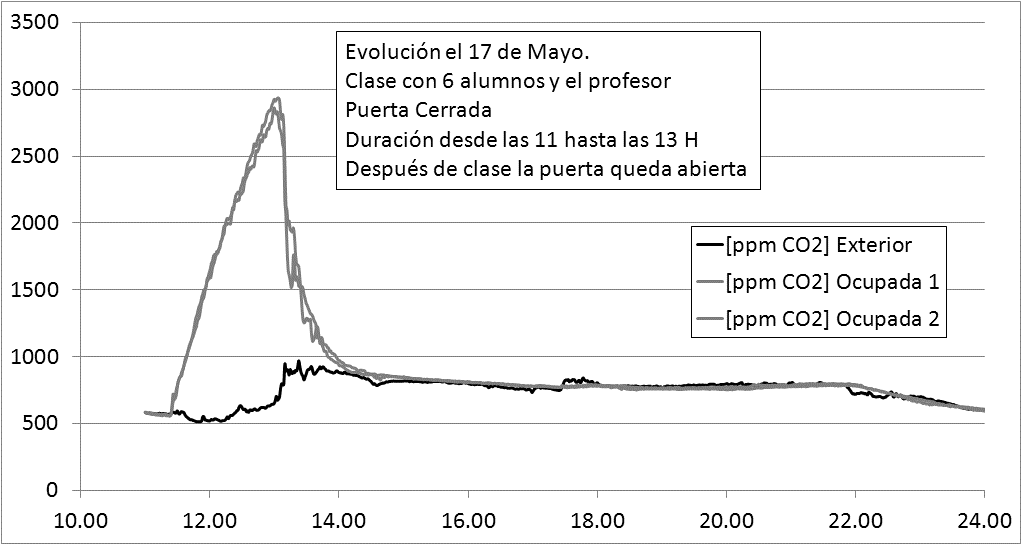 3500
3000
2500
2000
1500
1000
500
0
10.00 12.00 14.00 16.00 18.00 20.00 22.00 24.00
Evolución el 17 de Mayo.
Clase con 6 alumnos y el profesor
Puerta Cerrada
Duración desde las 11 hasta las 13 H
Después de clase la puerta queda abierta
[ppm CO2] Exterior
[ppm CO2] Ocupada 1
[ppm CO2] Ocupada 2